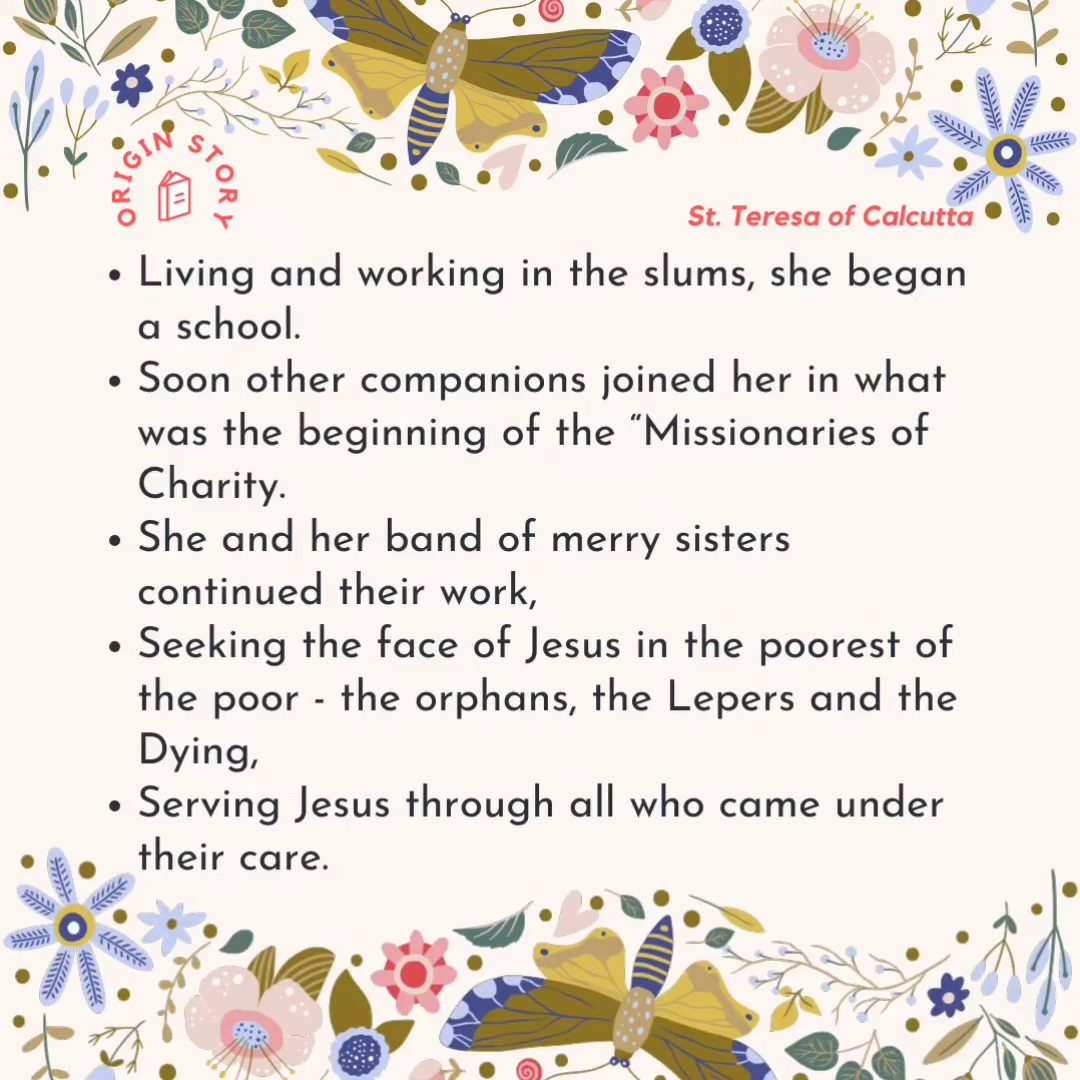 ORIGIN STORY
St. Teresa of Calcutta
• Living and working in the slums, she began
a school.
• Soon other companions joined her in what
was the beginning of the “Missionaries of
Charity.
• She and her band of merry sisters
continued their work,
• Seeking the face of Jesus in the poorest of
the poor - the orphans, the Lepers and the
Dying,
• Serving Jesus through all who came under
their care.